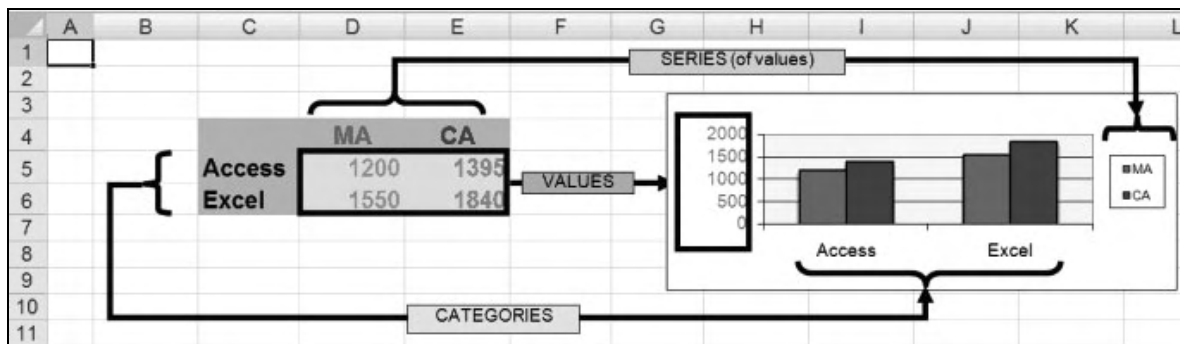 A B C D E F G H I J K L
1
SERIES (of values)
2
3
4 MA CA
5 Access 1200 1395
6 Excel 1550 1840
VALUES
2000
1500
1000
500
0
Access Excel
MA
CA
7
8
9
10
CATEGORIES
11